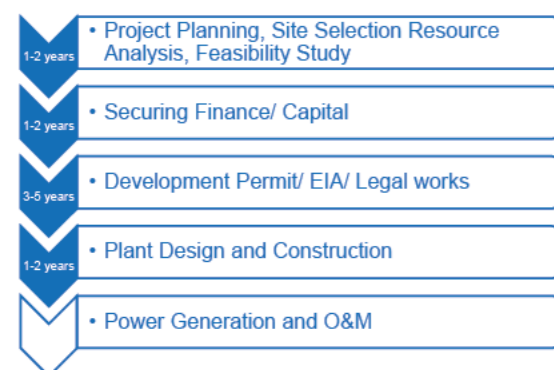 • Project Planning, Site Selection Resource
1-2 years
Analysis, Feasibility Study
• Securing Finance/ Capital
1-2 years
• Development Permit/ EIA/ Legal works
3-5 years
• Plant Design and Construction
1-2 years
• Power Generation and O&M